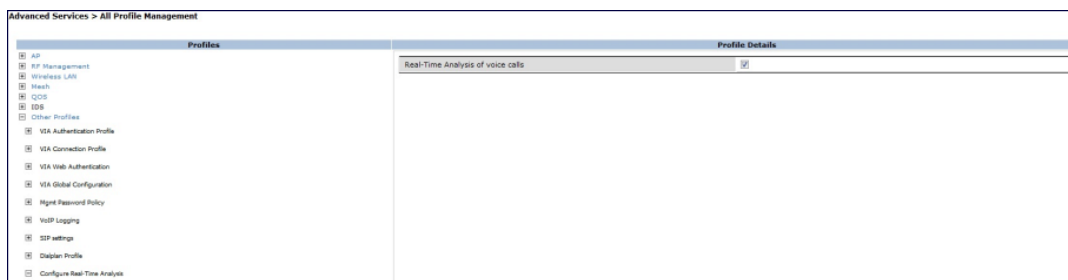 Advanced Services > All Profile Management
Profiles
Profile Details
AP
RF Management
Wireless LAN
Mesh
QOS
IDS
Other Profiles
VIA Authentication Profile
VIA Connection Profile
VIA Web Authentication
VIA Global Configuration
Mgmt Password Policy
VoIP Logging
SIP settings
Dialplan Profile
Configure Real-Time Analysis
Real-Time Analysis of voice calls